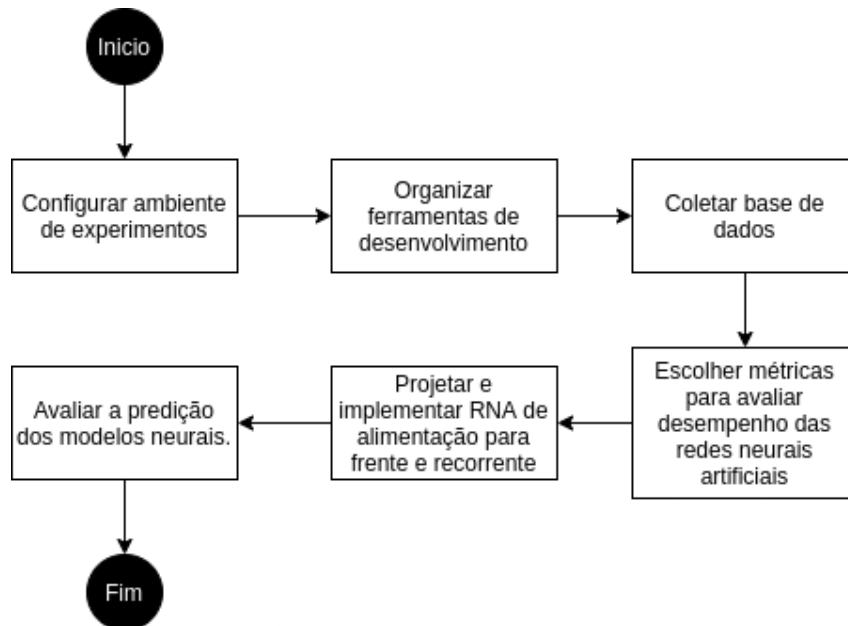 Inicio
Configurar ambiente
de experimentos
Organizar
ferramentas de
desenvolvimento
Coletar base de
dados
Escolher métricas
para avaliar
desempenho das
redes neurais
artificiais
Projetar e
implementar RNA de
alimentação para
frente e recorrente
Avaliar a predição
dos modelos neurais.
Fim